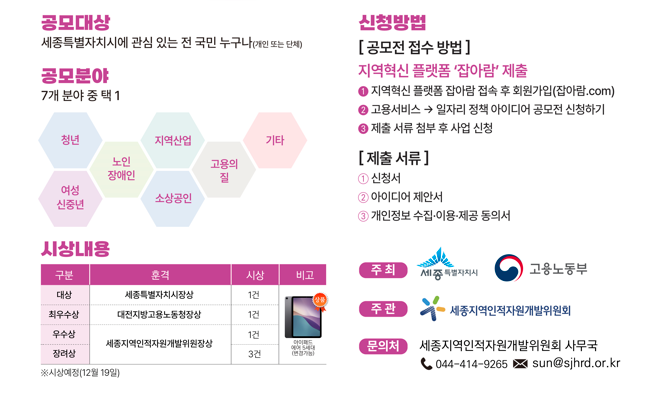 공모대상
세종특별자치시에 관심 있는 전 국민 누구나(개인 또는 단체)
공모분야
7개 분야 중 택 1
청년
노인
장애인
지역산업
고용의
질
기타
여성
신중년
소상공인
시상내용
구분 훈격 시상 비고
대상 세종특별자치시장상 1건
최우수상 대전지방고용노동청장상 1건
우수상 세종지역인적자원개발위원장상 1건
장려상 3건
상품
아이패드
에어 5세대
(변경가능)
※시상예정(12월 19일)
신청방법
[ 공모전 접수 방법 ]
지역혁신 플랫폼 '잡아람' 제출
❶ 지역혁신 플랫폼 잡아람 접속 후 회원가입(잡아람.com)
❷ 고용서비스 → 일자리 정책 아이디어 공모전 신청하기
❸ 제출 서류 첨부 후 사업 신청
[ 제출 서류 ]
① 신청서
② 아이디어 제안서
③ 개인정보 수집·이용·제공 동의서
주 최 세종특별자치시 고용노동부
주 관 세종지역인적자원개발위원회
문의처 세종지역인적자원개발위원회 사무국
044-414-9265 sun@sjhrd.or.kr